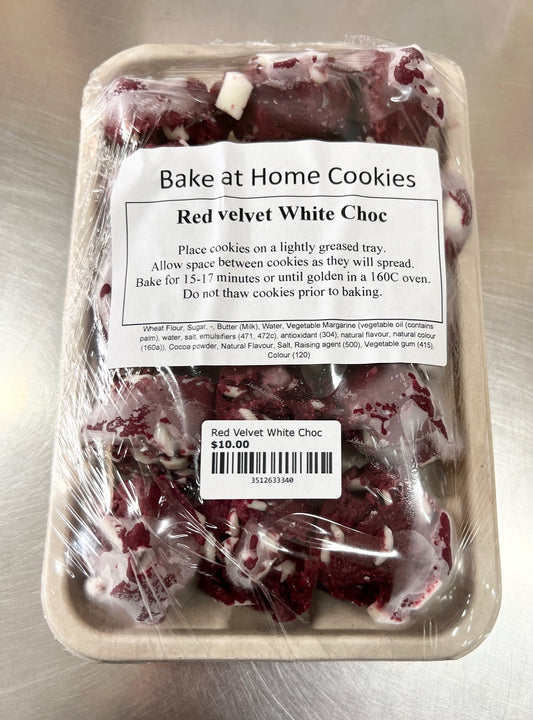 Bake at Home Cookies
Red velvet White Choc
Place cookies on a lightly greased tray.
Allow space between cookies as they will spread.
Bake for 15-17 minutes or until golden in a 160C oven.
Do not thaw cookies prior to baking.
Wheat Flour, Sugar, -, Butter (Milk), Water, Vegetable Margarine (vegetable oil (contains
palm), water, salt, emulsifiers (471, 472c), antioxidant (304), natural flavour, natural colour
(160a)), Cocoa powder, Natural Flavour, Salt, Raising agent (500), Vegetable gum (415),
Colour (120)
Red Velvet White Choc
$10.00
3512633340